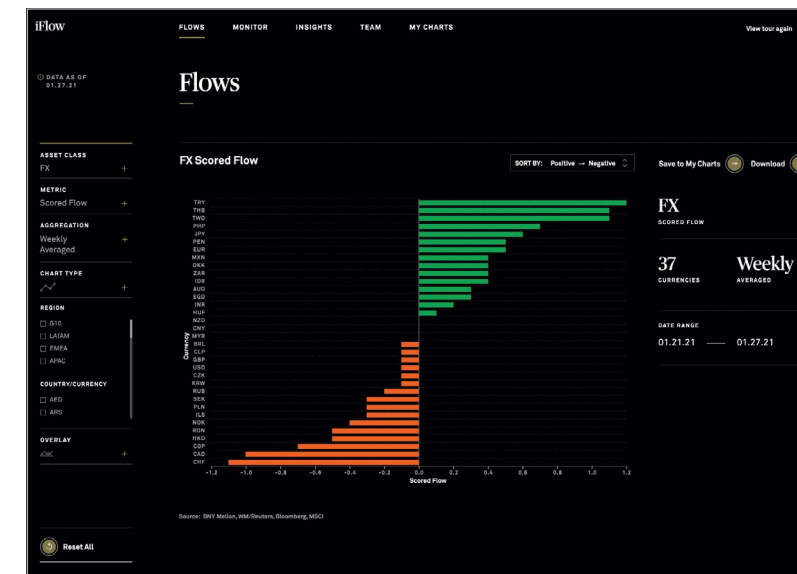 iFlow
FLOWS MONITOR INSIGHTS TEAM MY CHARTS
View tour again
DATA AS OF
01.27.21
Flows
ASSET CLASS
FX +
METRIC
Scored Flow +
AGGREGATION
Weekly +
Averaged
CHART TYPE
+
REGION
G10
LATAM
EMEA
APAC
COUNTRY/CURRENCY
AED
ARS
OVERLAY
+
Reset All
FX Scored Flow
SORT BY: Positive → Negative
Save to My Charts → Download
TRY
THB
TWD
PHP
JPY
PEN
EUR
MXN
DKK
ZAR
IDR
AUD
SGD
INR
HUF
NZD
CNY
MYR
BRL
CLP
GBP
USD
CZK
KRW
RUB
SEK
PLN
ILS
NOK
RON
HKD
COP
CAD
CHF
Currency
-1.2 -1.0 -0.8 -0.6 -0.4 -0.2 0.0 0.2 0.4 0.6 0.8 1.0 1.2
Scored Flow
Source: BNY Mellon, WM/Reuters, Bloomberg, MSCI
FX
SCORED FLOW
37 Weekly
CURRENCIES AVERAGED
DATE RANGE
01.21.21 — 01.27.21